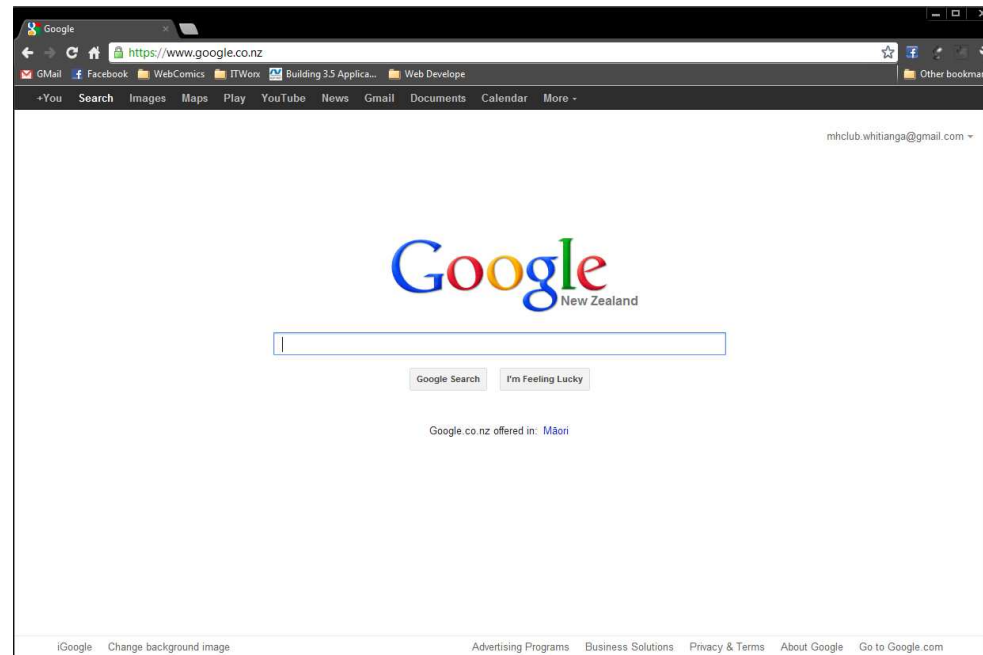 Google
https://www.google.co.nz
GMail Facebook WebComics ITWorx Building 3.5 Applica... Web Develope Other bookmar
+You Search Images Maps Play YouTube News Gmail Documents Calendar More
mhclub.whitianga@gmail.com
Google
New Zealand
Google Search I'm Feeling Lucky
Google.co.nz offered in: Māori
iGoogle Change background image Advertising Programs Business Solutions Privacy & Terms About Google Go to Google.com